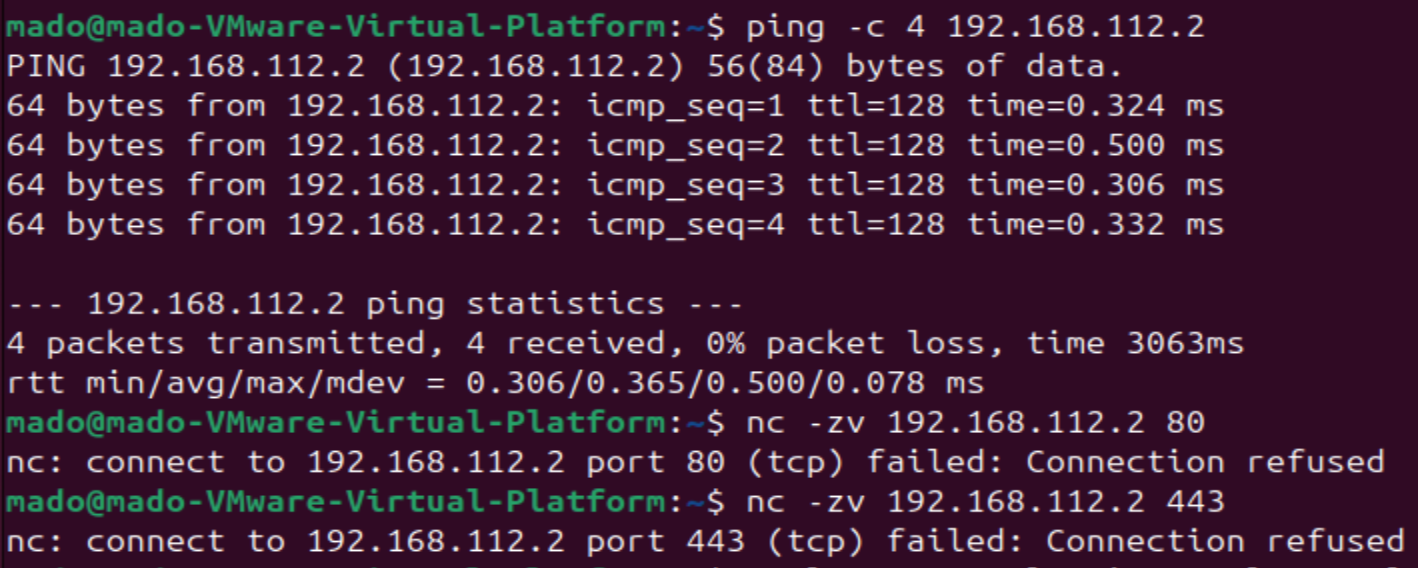 mado@mado-VMware-Virtual-Platform:~$ ping -c 4 192.168.112.2
PING 192.168.112.2 (192.168.112.2) 56(84) bytes of data.
64 bytes from 192.168.112.2: icmp_seq=1 ttl=128 time=0.324 ms
64 bytes from 192.168.112.2: icmp_seq=2 ttl=128 time=0.500 ms
64 bytes from 192.168.112.2: icmp_seq=3 ttl=128 time=0.306 ms
64 bytes from 192.168.112.2: icmp_seq=4 ttl=128 time=0.332 ms

--- 192.168.112.2 ping statistics ---
4 packets transmitted, 4 received, 0% packet loss, time 3063ms
rtt min/avg/max/mdev = 0.306/0.365/0.500/0.078 ms
mado@mado-VMware-Virtual-Platform:~$ nc -zv 192.168.112.2 80
nc: connect to 192.168.112.2 port 80 (tcp) failed: Connection refused
mado@mado-VMware-Virtual-Platform:~$ nc -zv 192.168.112.2 443
nc: connect to 192.168.112.2 port 443 (tcp) failed: Connection refused